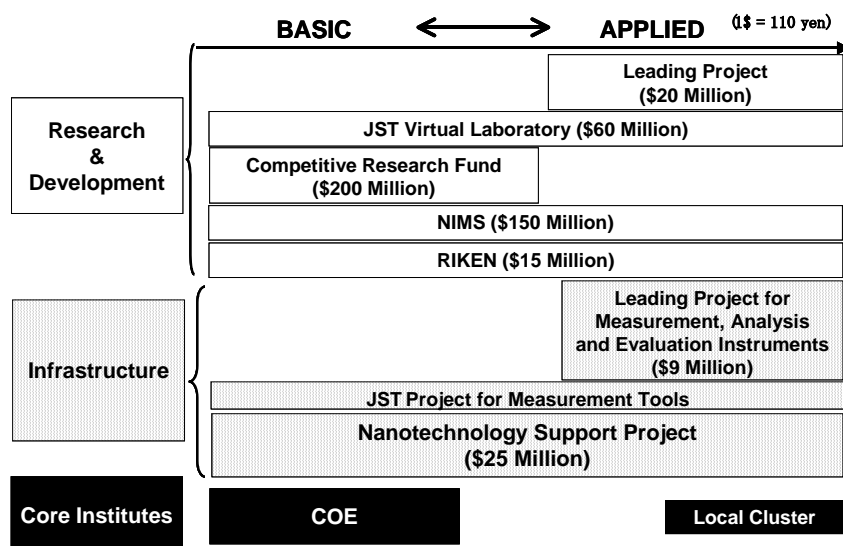 BASIC
APPLIED
(1$ = 110 yen)
Research
&
Development
Leading Project
($20 Million)
JST Virtual Laboratory ($60 Million)
Competitive Research Fund
($200 Million)
NIMS ($150 Million)
RIKEN ($15 Million)
Infrastructure
Leading Project for
Measurement, Analysis
and Evaluation Instruments
($9 Million)
JST Project for Measurement Tools
Nanotechnology Support Project
($25 Million)
Core Institutes
COE
Local Cluster